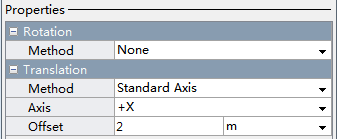 Properties
Rotation
Method None
Translation
Method Standard Axis
Axis +X
Offset 2 m